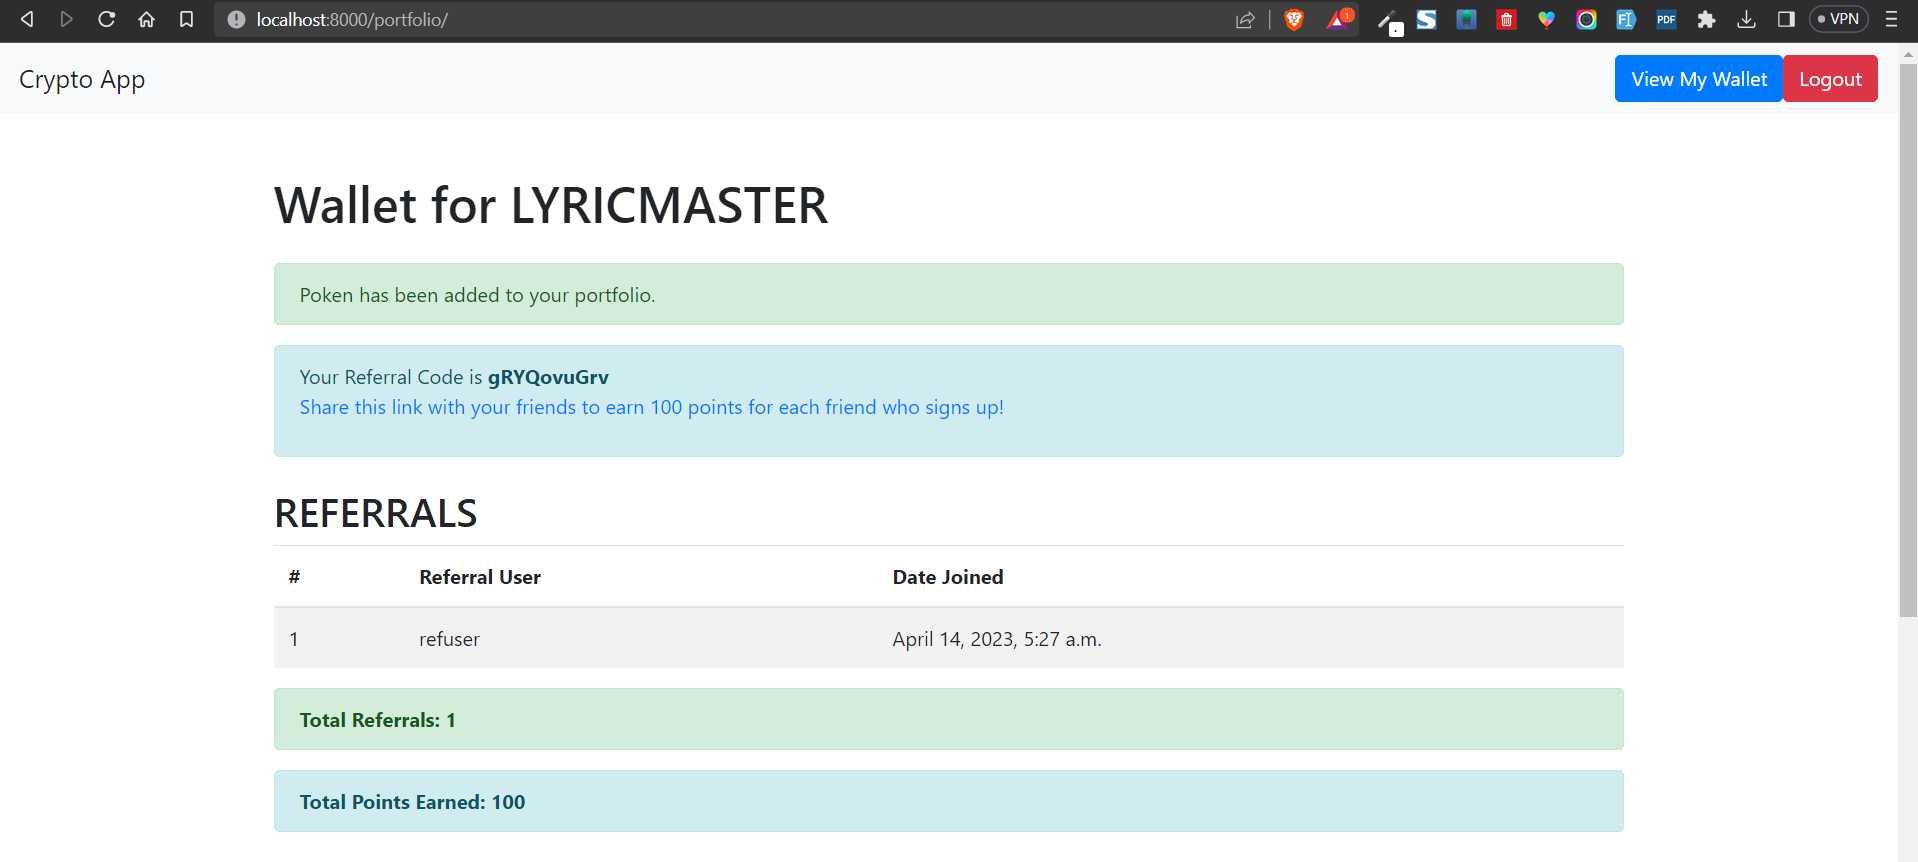 localhost:8000/portfolio/
1
S
FI
PDF
VPN
Crypto App
View My Wallet
Logout
Wallet for LYRICMASTER
Poken has been added to your portfolio.
Your Referral Code is gRYQovuGrv
Share this link with your friends to earn 100 points for each friend who signs up!
REFERRALS
# Referral User Date Joined
1 refuser April 14, 2023, 5:27 a.m.
Total Referrals: 1
Total Points Earned: 100